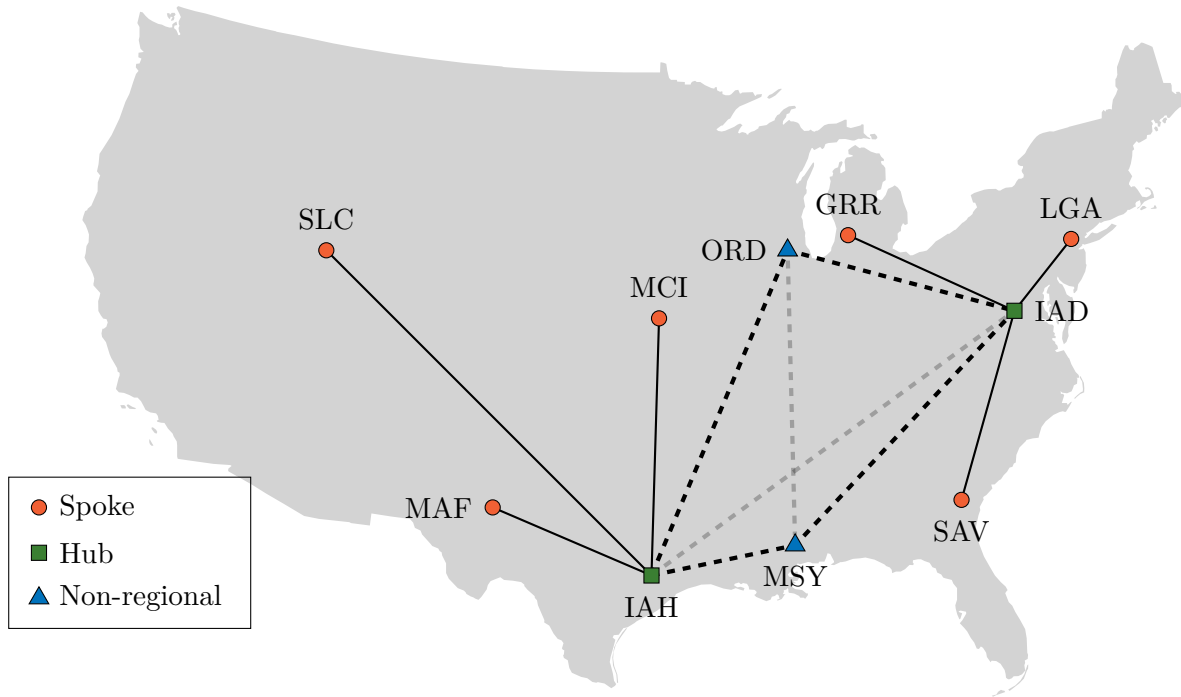 GRR
LGA
SLC
ORD
MCI
IAD
MAF
SAV
MSY
IAH
Spoke
Hub
Non-regional